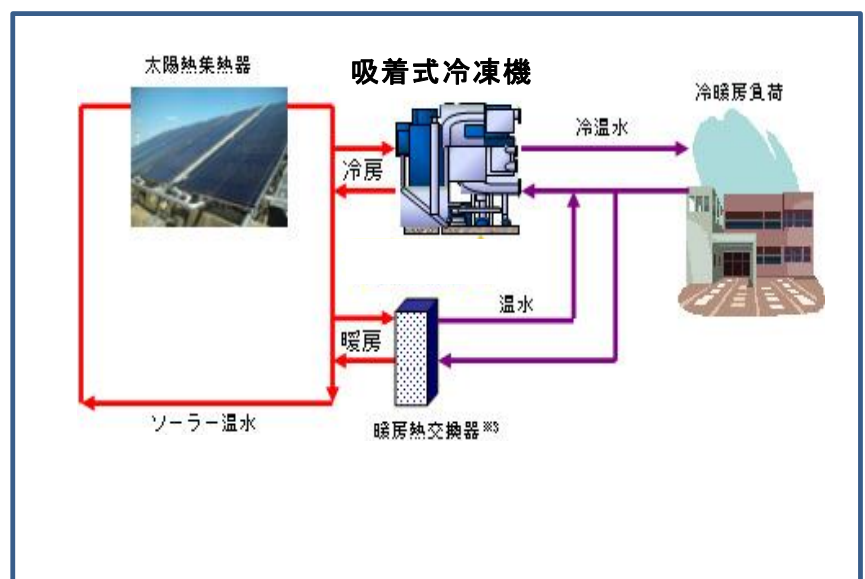 太陽熱集熱器
吸着式冷凍機
冷暖房負荷
冷温水
冷房
温水
暖房
ソーラー温水
暖房熱交換器※3